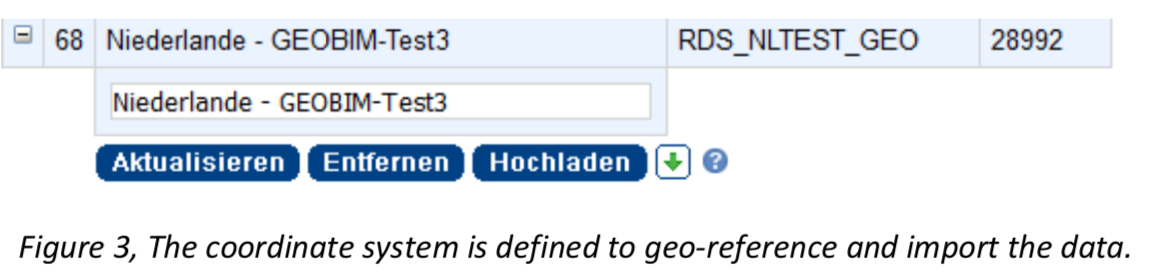 68 Niederlande - GEOBIM-Test3 RDS_NLTEST_GEO 28992
Niederlande - GEOBIM-Test3
Aktualisieren Entfernen Hochladen ?
Figure 3, The coordinate system is defined to geo-reference and import the data.